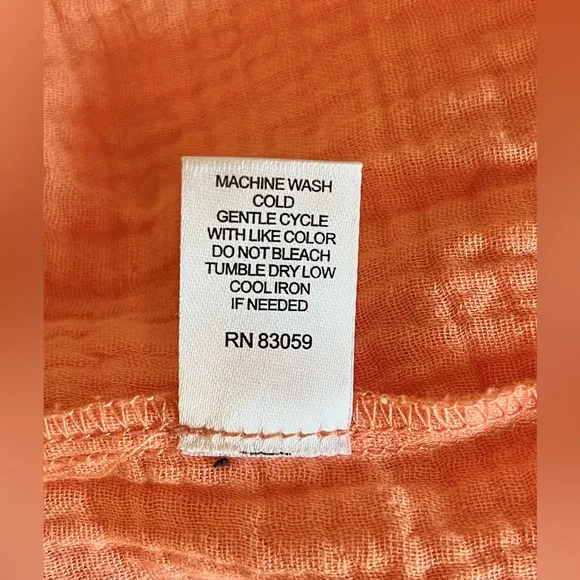 MACHINE WASH
COLD
GENTLE CYCLE
WITH LIKE COLOR
DO NOT BLEACH
TUMBLE DRY LOW
COOL IRON
IF NEEDED
RN 83059